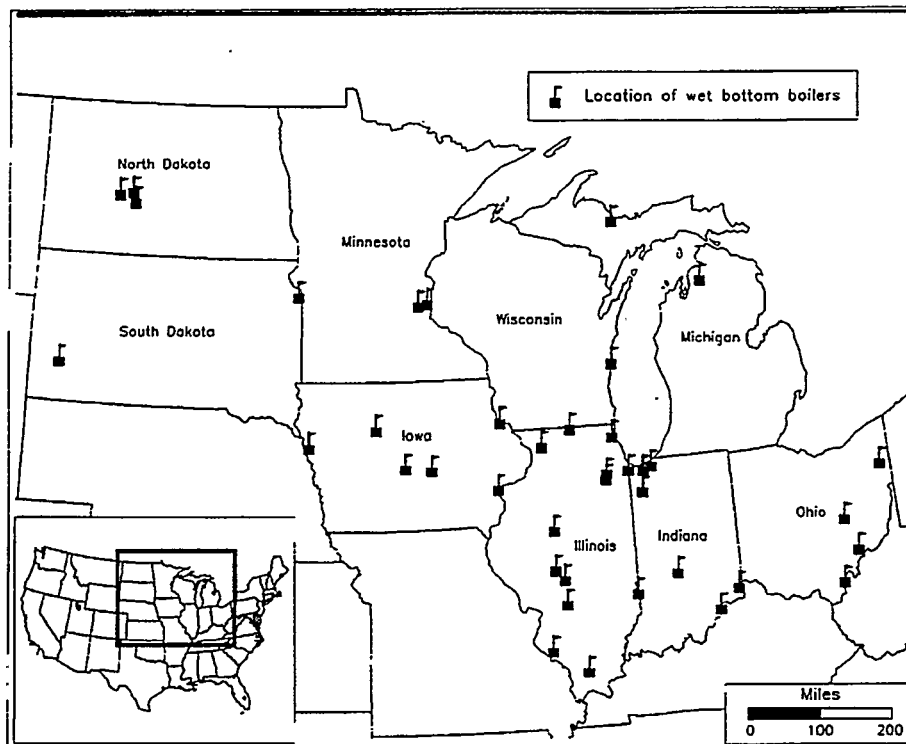 Location of wet bottom boilers
North Dakota
Minnesota
South Dakota
Wisconsin
Michigan
Iowa
Illinois
Indiana
Ohio
Miles
0 100 200